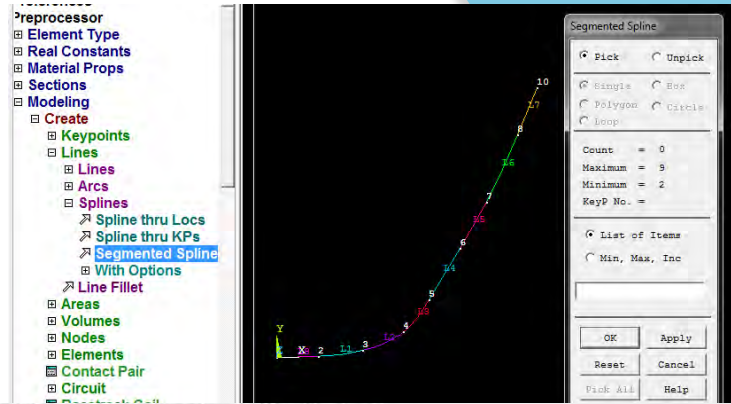 Preprocessor
Element Type
Real Constants
Material Props
Sections
Modeling
Create
Keypoints
Lines
Lines
Arcs
Splines
Spline thru Locs
Spline thru KPs
Segmented Spline
With Options
Line Fillet
Areas
Volumes
Nodes
Elements
Contact Pair
Circuit
10
L7
8
L6
7
L5
6
L4
5
L3
4
L2
3
L1
2
Y
X
Segmented Spline
Pick Unpick
Single Box
Polygon Circle
Loop
Count = 0
Maximum = 9
Minimum = 2
KeyP No. =
List of Items
Min, Max, Inc
OK Apply
Reset Cancel
Pick All Help